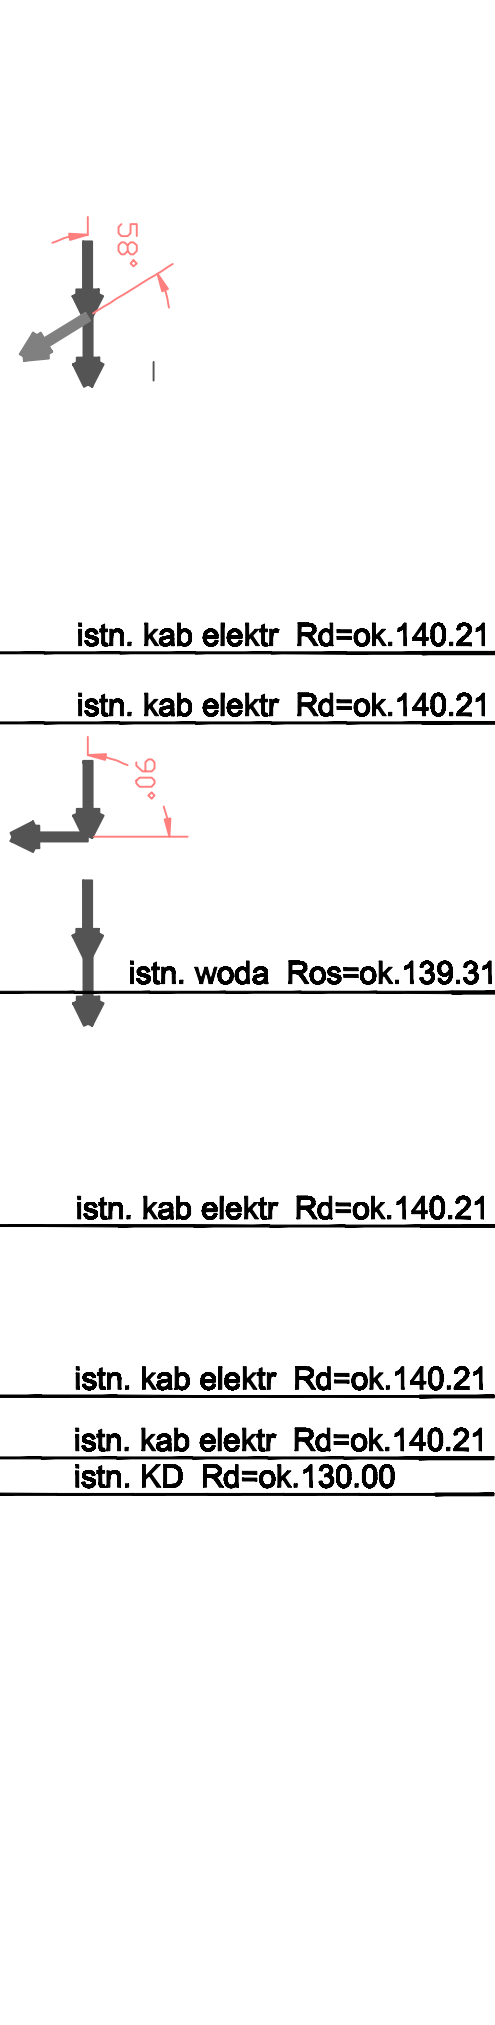 58°
istn. kab elektr Rd=ok.140.21
istn. kab elektr Rd=ok.140.21
90°
istn. woda Ros=ok.139.31
istn. kab elektr Rd=ok.140.21
istn. kab elektr Rd=ok.140.21
istn. kab elektr Rd=ok.140.21
istn. KD Rd=ok.130.00